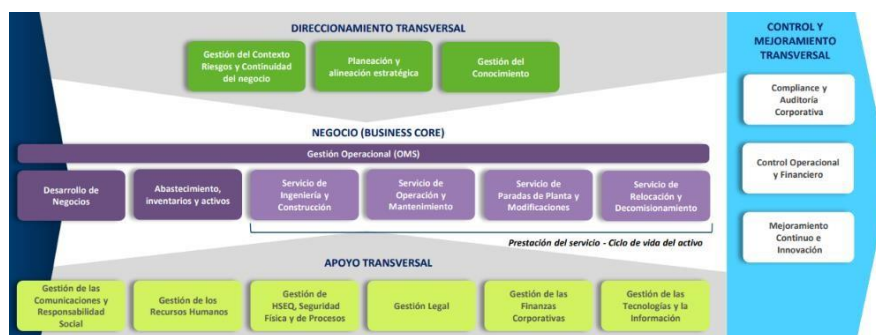 DIRECCIONAMIENTO TRANSVERSAL
Gestión del Contexto
Riesgos y Continuidad
del negocio
Planeación y
alineación estratégica
Gestión del
Conocimiento
NEGOCIO (BUSINESS CORE)
Gestión Operacional (OMS)
Desarrollo de
Negocios
Abastecimiento,
inventarios y activos
Servicio de
Ingeniería y
Construcción
Servicio de
Operación y
Mantenimiento
Servicio de
Paradas de Planta y
Modificaciones
Servicio de
Relocación y
Decomisionamiento
Prestación del servicio - Ciclo de vida del activo
APOYO TRANSVERSAL
Gestión de las
Comunicaciones y
Responsabilidad
Social
Gestión de los
Recursos Humanos
Gestión de
HSEQ, Seguridad
Física y de Procesos
Gestión Legal
Gestión de las
Finanzas
Corporativas
Gestión de las
Tecnologías y la
Información
CONTROL Y
MEJORAMIENTO
TRANSVERSAL
Compliance y
Auditoría
Corporativa
Control Operacional
y Financiero
Mejoramiento
Continuo e
Innovación